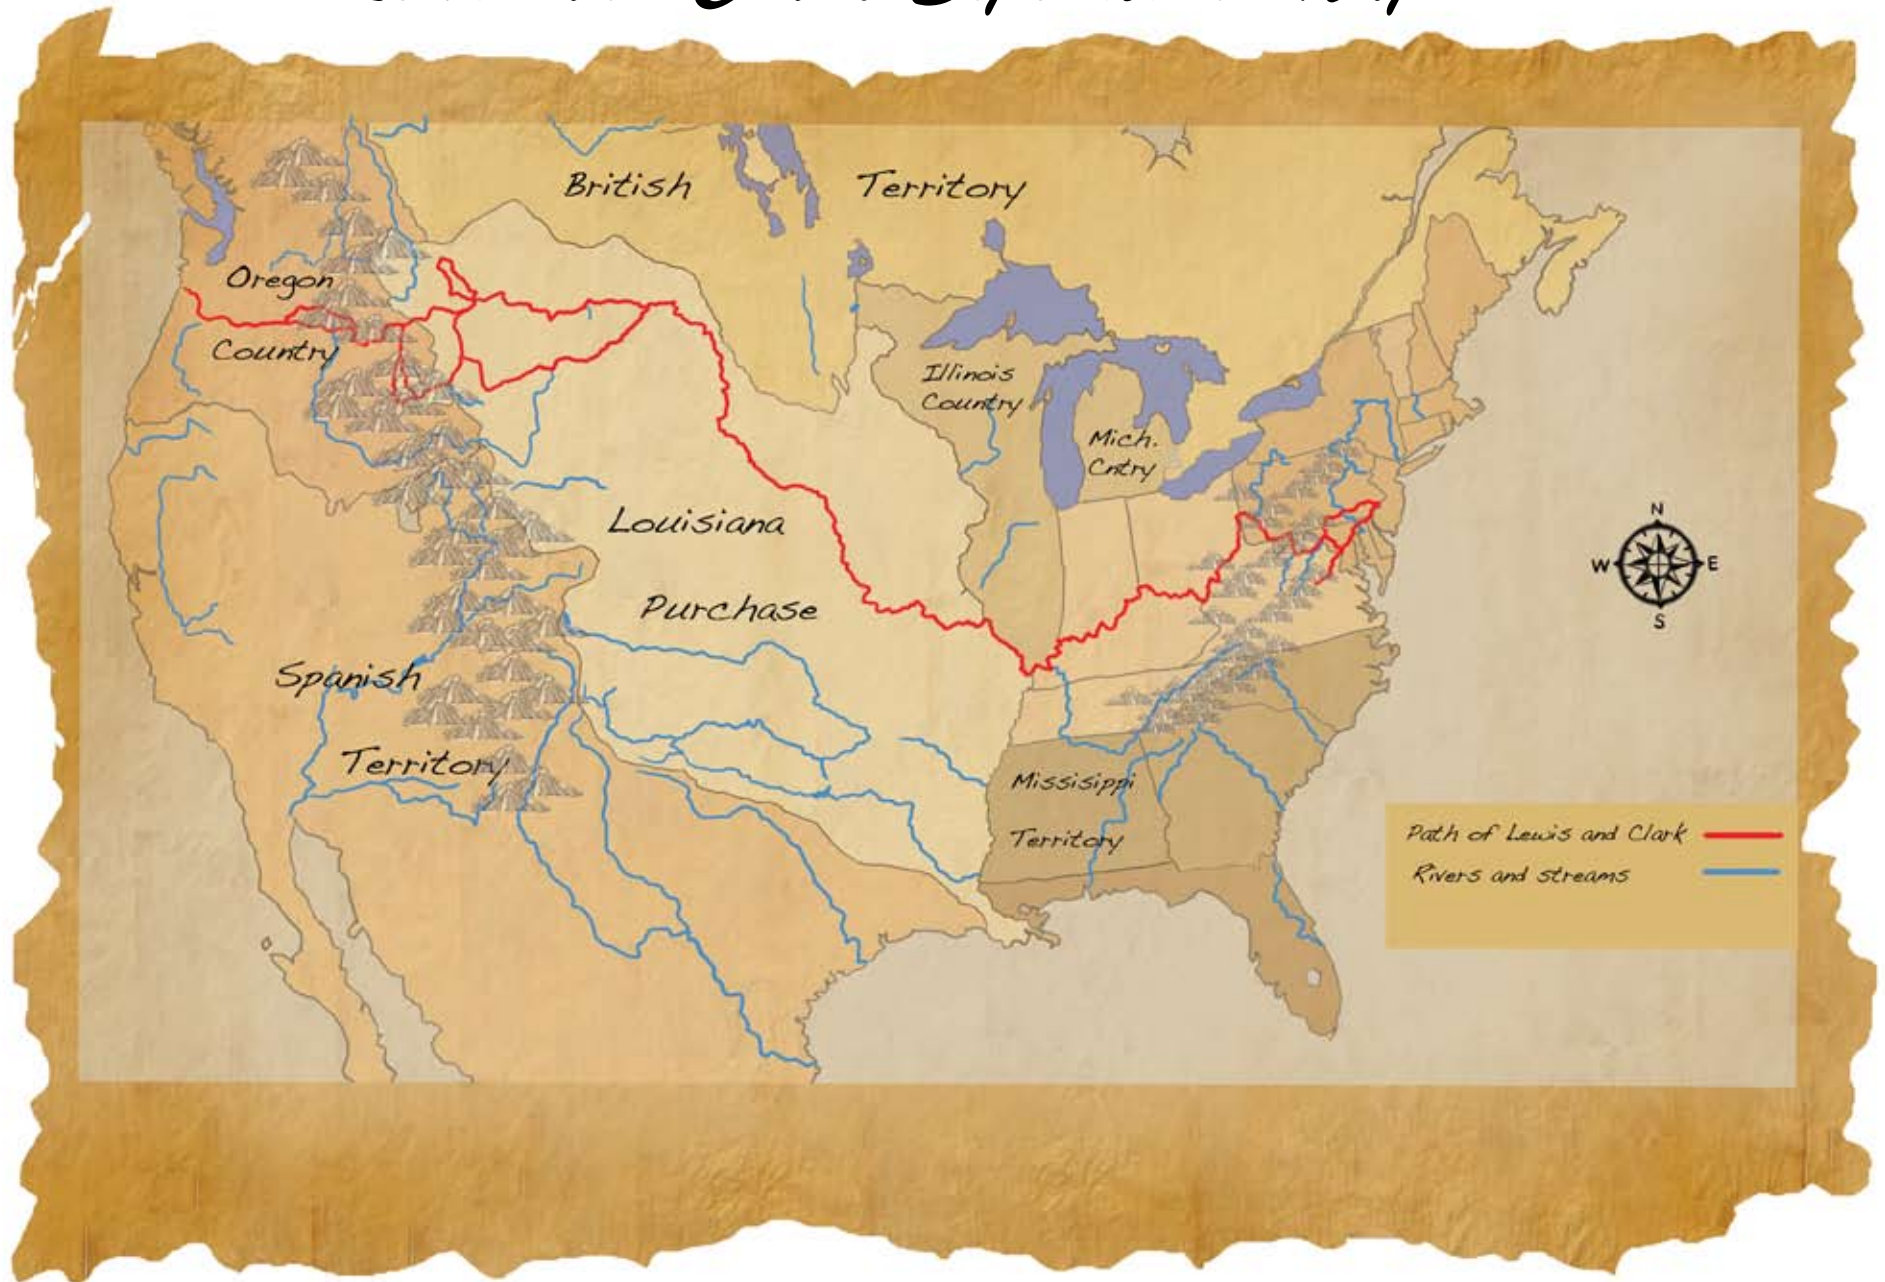 British Territory
Oregon
Country
Illinois
Country
Mich.
Cntry
Louisiana
Purchase
Spanish
Territory
Missisippi
Territory
N
W E
S
Path of Lewis and Clark
Rivers and streams